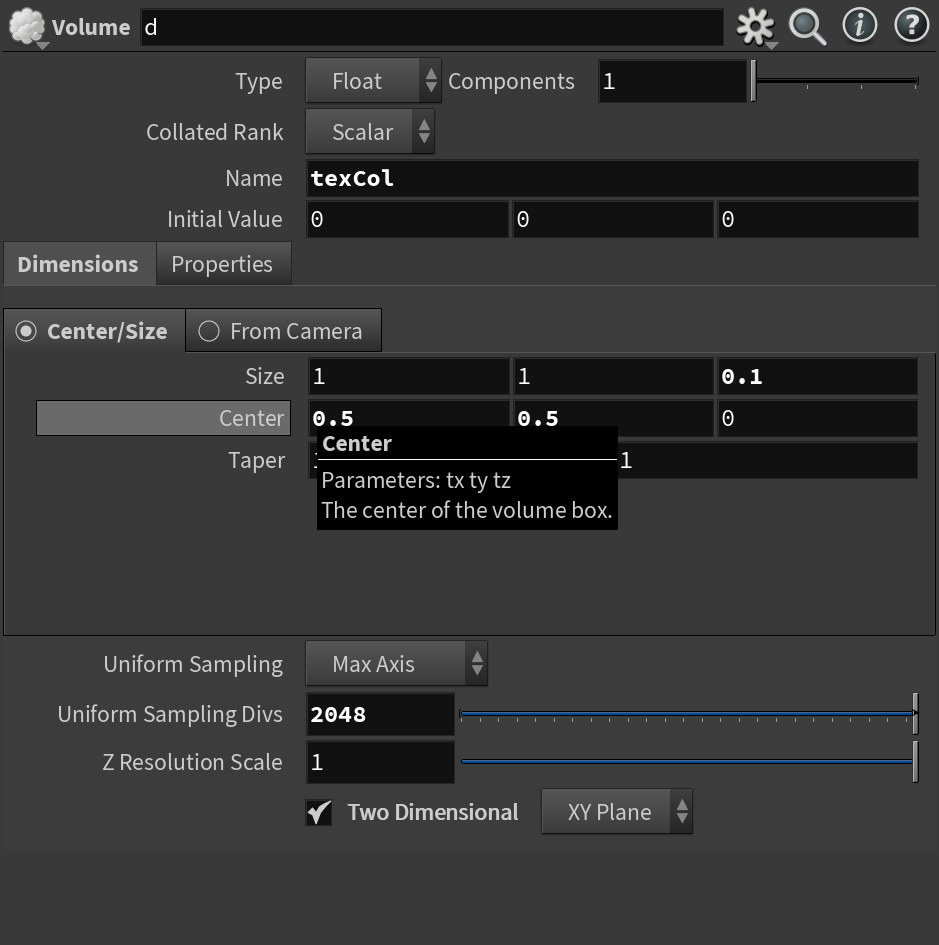 Volume d
Type Float Components 1
Collated Rank Scalar
Name texCol
Initial Value 0 0 0
Dimensions Properties
Center/Size From Camera
Size 1 1 0.1
Center 0.5 0.5 0
Taper 1
Center
Parameters: tx ty tz
The center of the volume box.
Uniform Sampling Max Axis
Uniform Sampling Divs 2048
Z Resolution Scale 1
Two Dimensional XY Plane